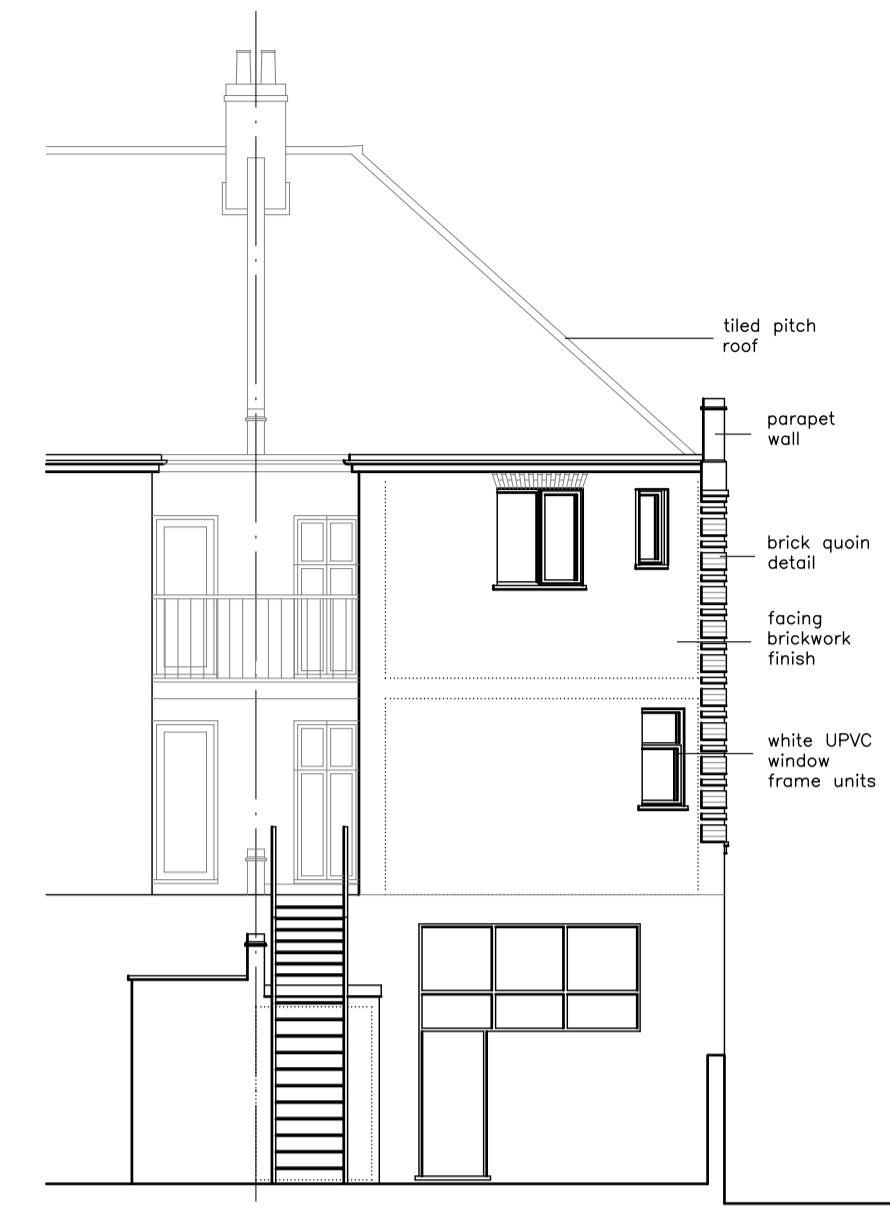 tiled pitch
roof
parapet
wall
brick quoin
detail
facing
brickwork
finish
white UPVC
window
frame units